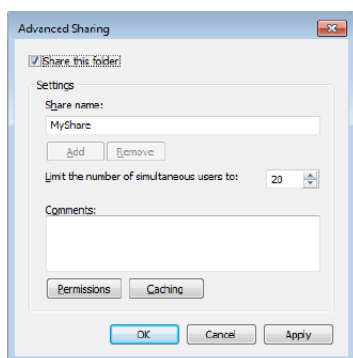 Advanced Sharing
Share this folder
Settings
Share name:
MyShare
Add Remove
Limit the number of simultaneous users to: 20
Comments:
Permissions Caching
OK Cancel Apply